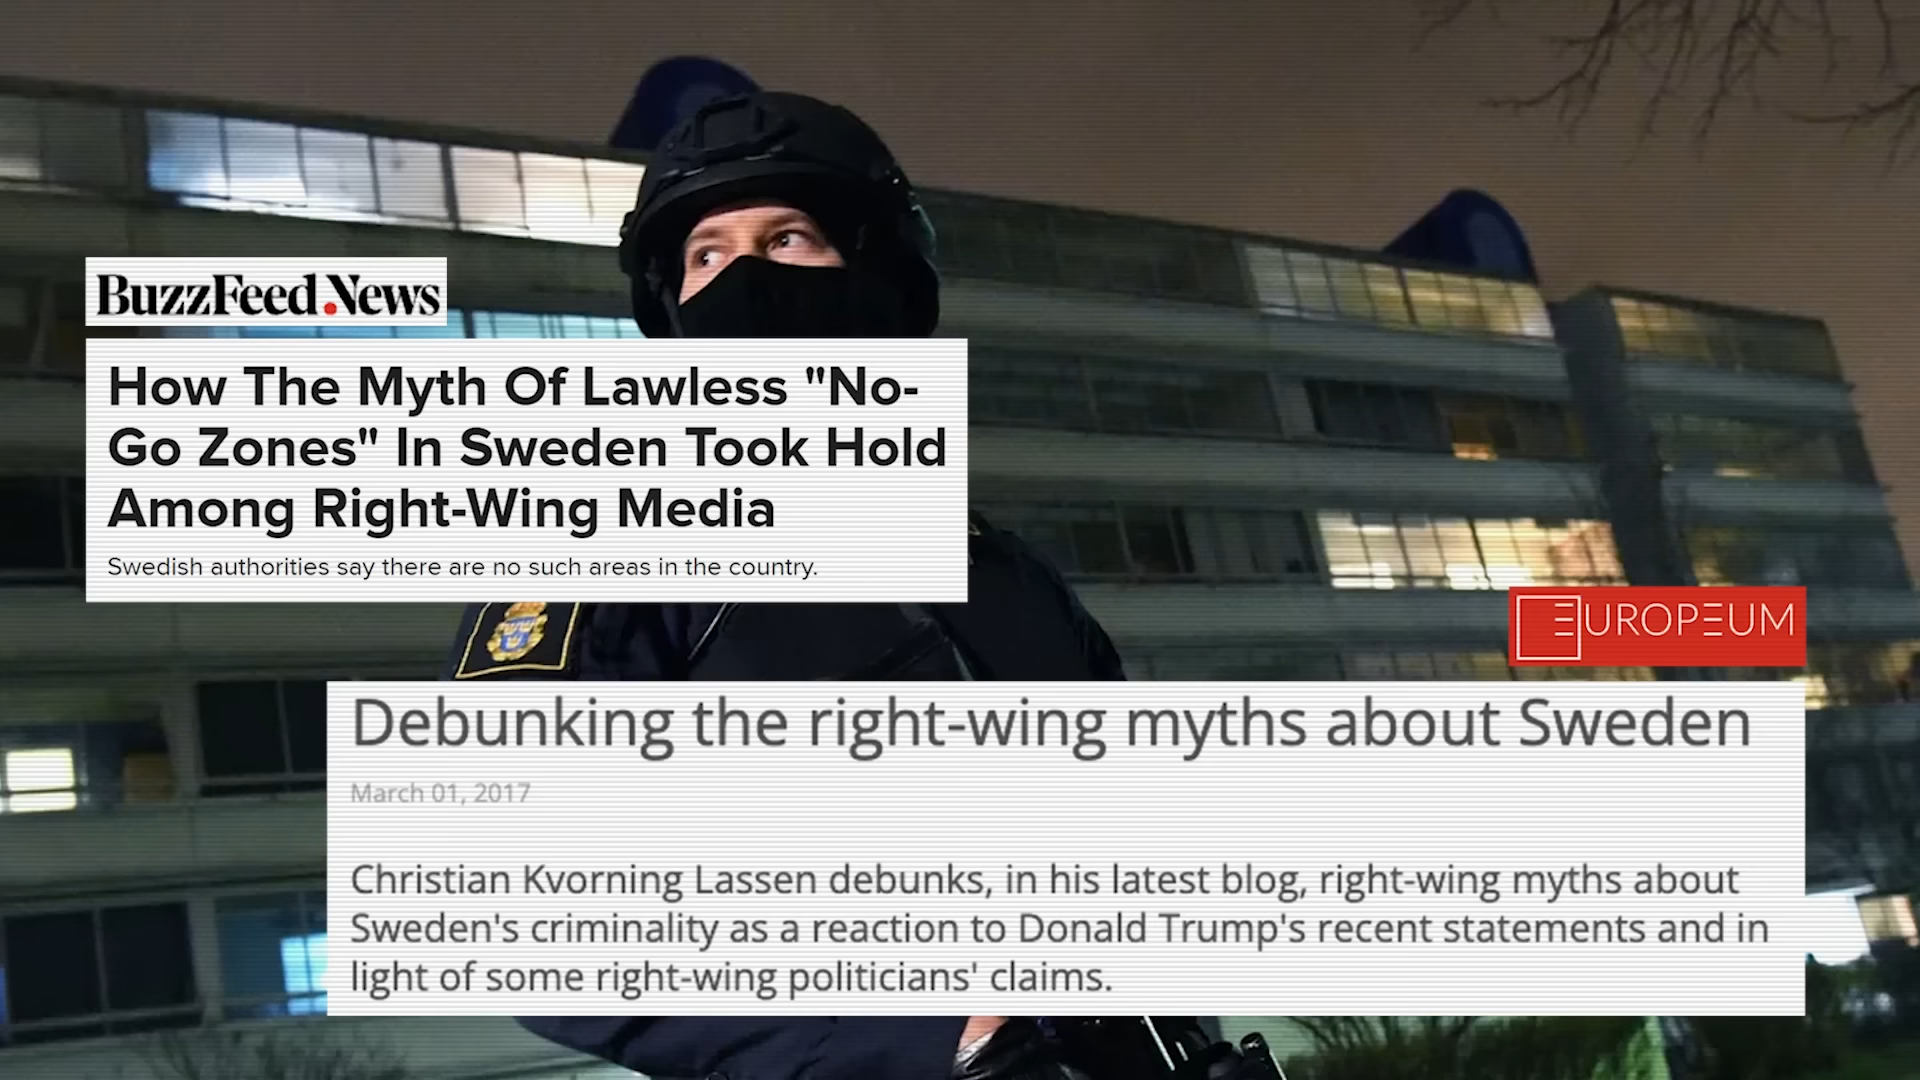 BuzzFeed News
How The Myth Of Lawless "No-
Go Zones" In Sweden Took Hold
Among Right-Wing Media
Swedish authorities say there are no such areas in the country.
EUROPEUM
Debunking the right-wing myths about Sweden
March 01, 2017
Christian Kvorning Lassen debunks, in his latest blog, right-wing myths about
Sweden's criminality as a reaction to Donald Trump's recent statements and in
light of some right-wing politicians' claims.